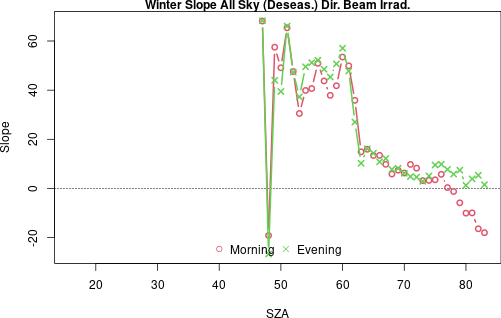 Winter Slope All Sky (Deseas.) Dir. Beam Irrad.
Slope
60
40
20
0
-20
Morning Evening
20 30 40 50 60 70 80
SZA